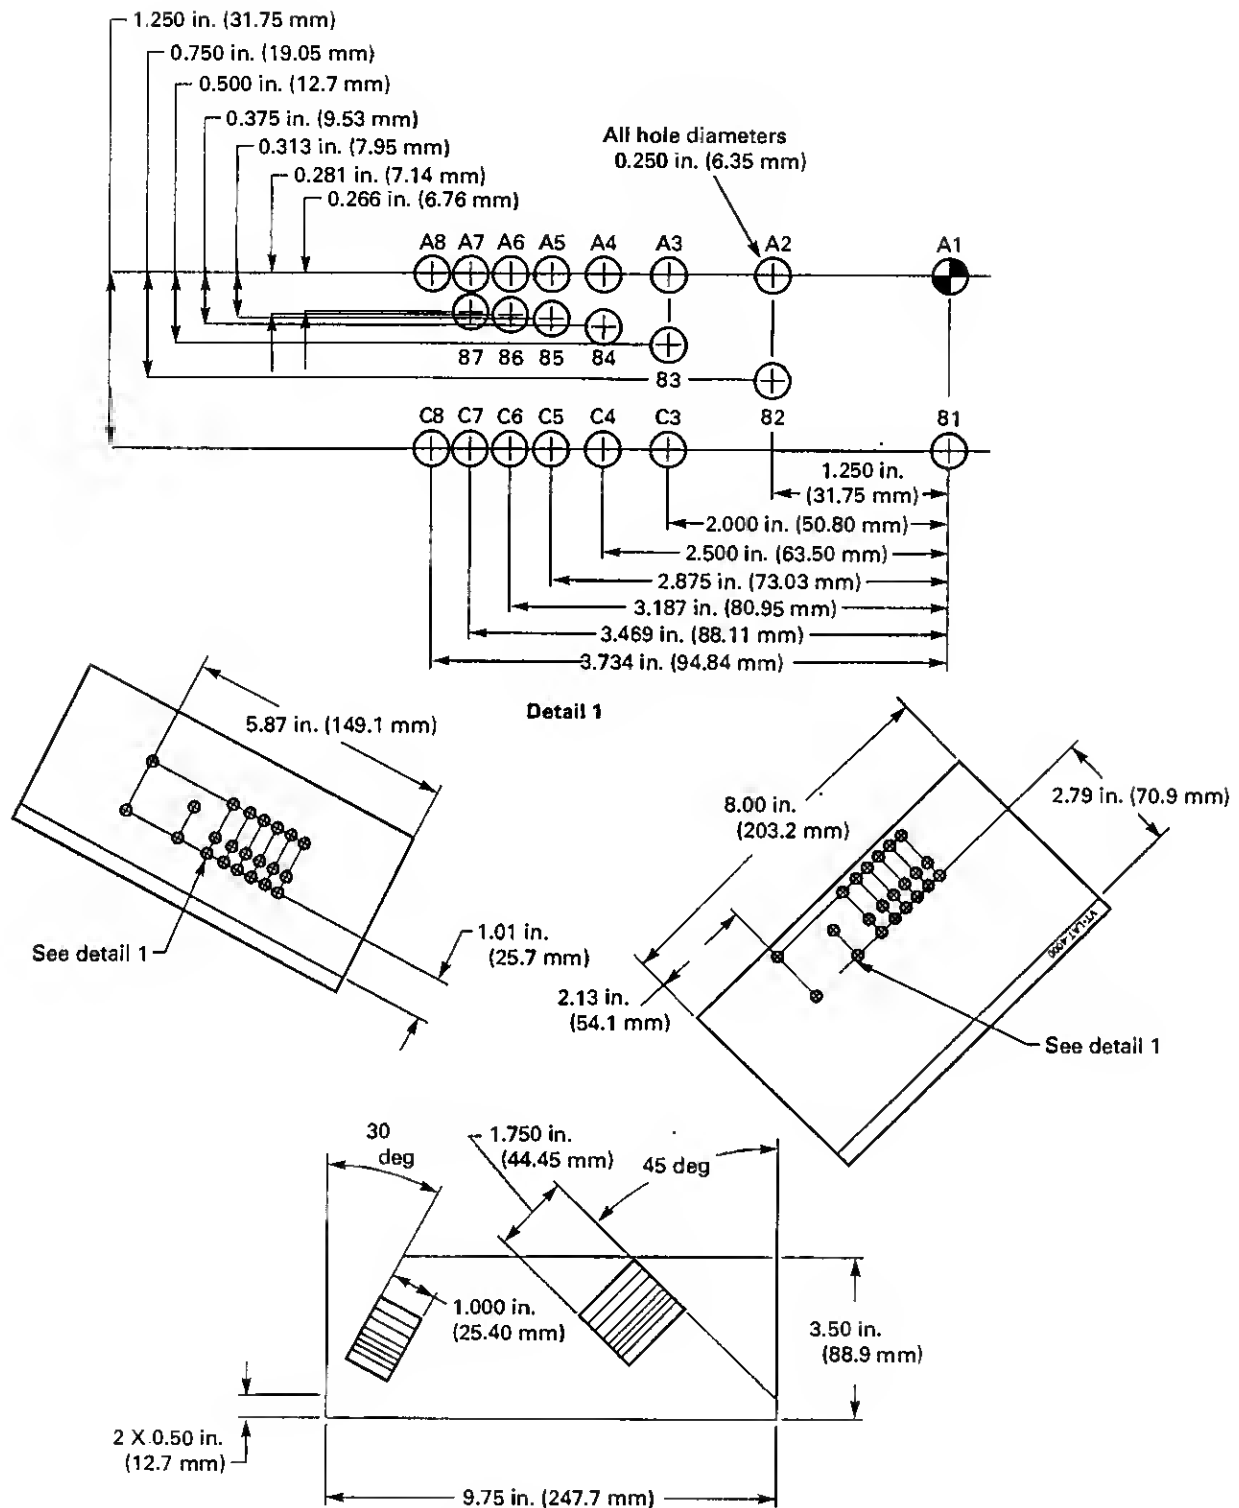 1.250 in. (31.75 mm)
0.750 in. (19.05 mm)
0.500 in. (12.7 mm)
0.375 in. (9.53 mm)
0.313 in. (7.95 mm)
0.281 in. (7.14 mm)
0.266 in. (6.76 mm)
All hole diameters
0.250 in. (6.35 mm)
A8 A7 A6 A5 A4 A3 A2 A1
87 86 85 84
83
82 81
C8 C7 C6 C5 C4 C3
1.250 in.
(31.75 mm)
2.000 in. (50.80 mm)
2.500 in. (63.50 mm)
2.875 in. (73.03 mm)
3.187 in. (80.95 mm)
3.469 in. (88.11 mm)
3.734 in. (94.84 mm)
Detail 1
5.87 in. (149.1 mm)
See detail 1
1.01 in.
(25.7 mm)
8.00 in.
(203.2 mm)
2.79 in. (70.9 mm)
VT-LAT-4000
2.13 in.
(54.1 mm)
See detail 1
30
deg
1.750 in.
(44.45 mm)
45 deg
1.000 in.
(25.40 mm)
3.50 in.
(88.9 mm)
2 X 0.50 in.
(12.7 mm)
9.75 in. (247.7 mm)